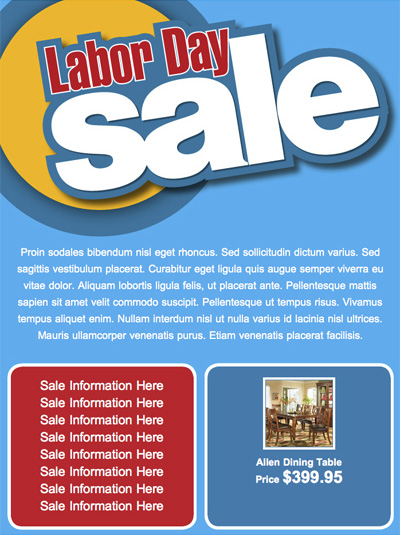 Labor Day
sale
Proin sodales bibendum nisl eget rhoncus. Sed sollicitudin dictum varius. Sed
sagittis vestibulum placerat. Curabitur eget ligula quis augue semper viverra eu
vitae dolor. Aliquam lobortis ligula felis, ut placerat ante. Pellentesque mattis
sapien sit amet velit commodo suscipit. Pellentesque ut tempus risus. Vivamus
tempus aliquet enim. Nullam interdum nisl ut nulla varius id lacinia nisl ultrices.
Mauris ullamcorper venenatis purus. Etiam venenatis placerat facilisis.
Sale Information Here
Sale Information Here
Sale Information Here
Sale Information Here
Sale Information Here
Sale Information Here
Sale Information Here
Sale Information Here
Allen Dining Table
Price $399.95